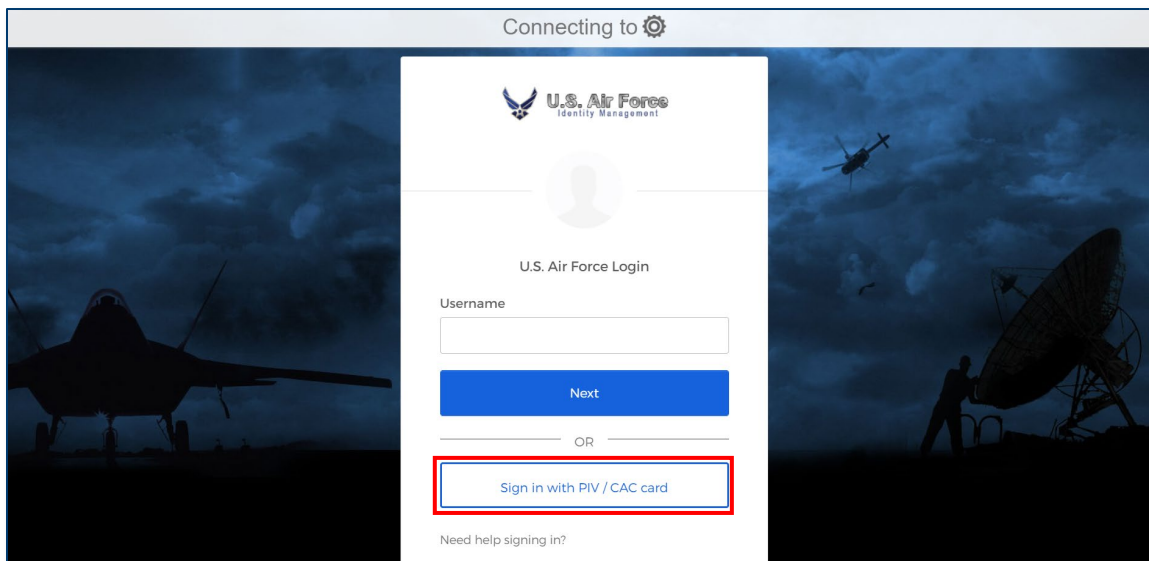 Connecting to
U.S. Air Force
Identity Management
U.S. Air Force Login
Username
Next
OR
Sign in with PIV / CAC card
Need help signing in?